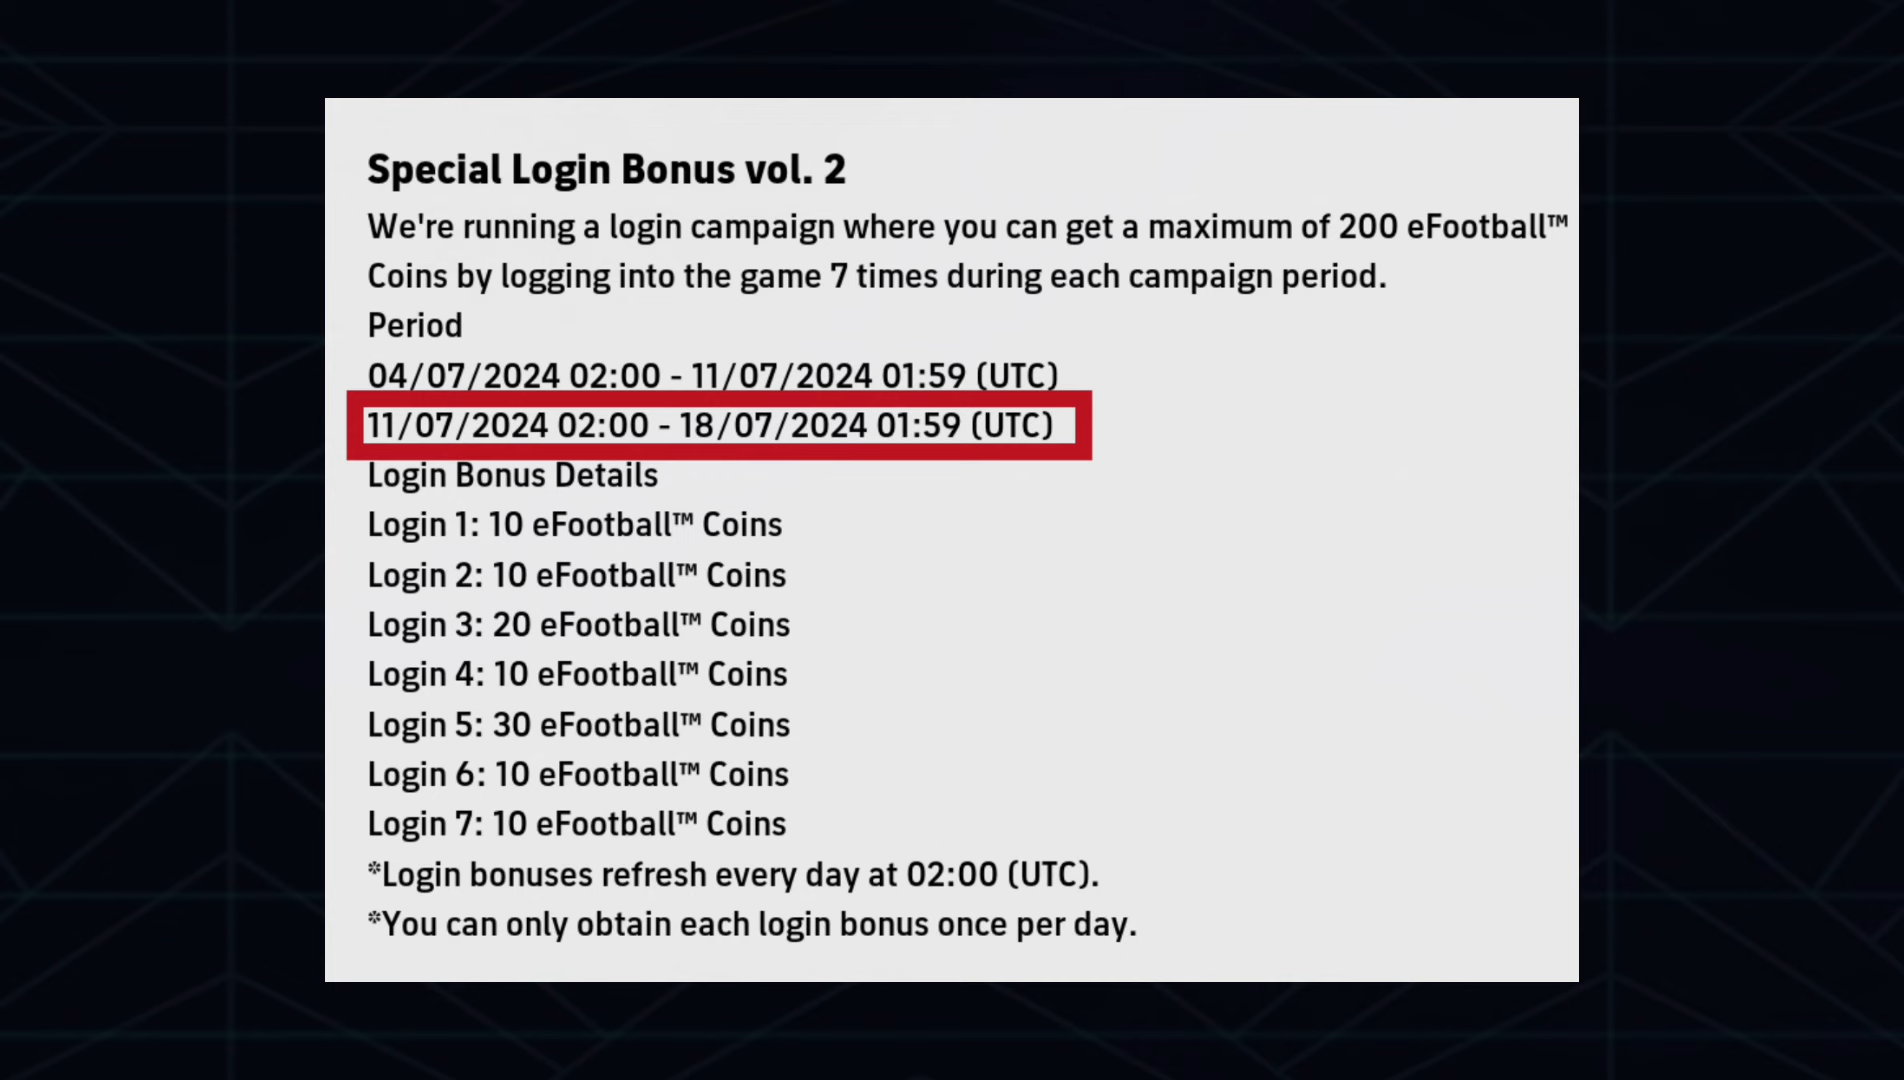 Special Login Bonus vol. 2
We're running a login campaign where you can get a maximum of 200 eFootball™
Coins by logging into the game 7 times during each campaign period.
Period
04/07/2024 02:00 - 11/07/2024 01:59 (UTC)
11/07/2024 02:00 - 18/07/2024 01:59 (UTC)
Login Bonus Details
Login 1: 10 eFootball™ Coins
Login 2: 10 eFootball™ Coins
Login 3: 20 eFootball™ Coins
Login 4: 10 eFootball™ Coins
Login 5: 30 eFootball™ Coins
Login 6: 10 eFootball™ Coins
Login 7: 10 eFootball™ Coins
*Login bonuses refresh every day at 02:00 (UTC).
*You can only obtain each login bonus once per day.